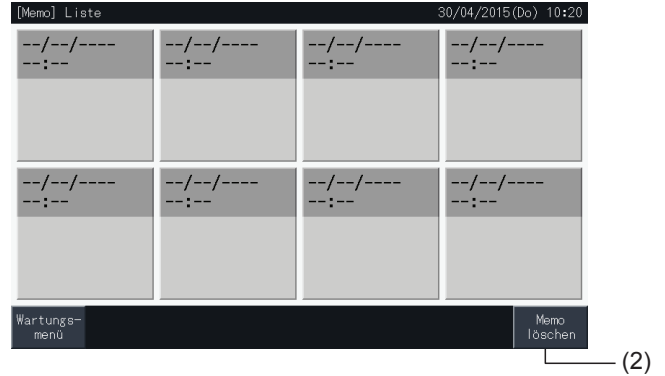 [Memo] Liste 30/04/2015(Do) 10:20
--/--/---- --/--/---- --/--/---- --/--/----
--:-- --:-- --:-- --:--
--/--/---- --/--/---- --/--/---- --/--/----
--:-- --:-- --:-- --:--
Wartungs-
menü
Memo
löschen
(2)